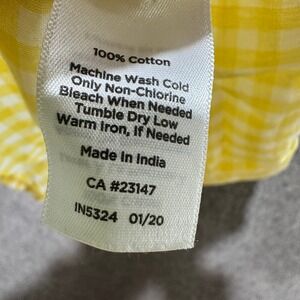 100% Cotton
Machine Wash Cold
Only Non-Chlorine
Bleach When Needed
Tumble Dry Low
Warm Iron, If Needed
Made In India
CA #23147
IN5324 01/20